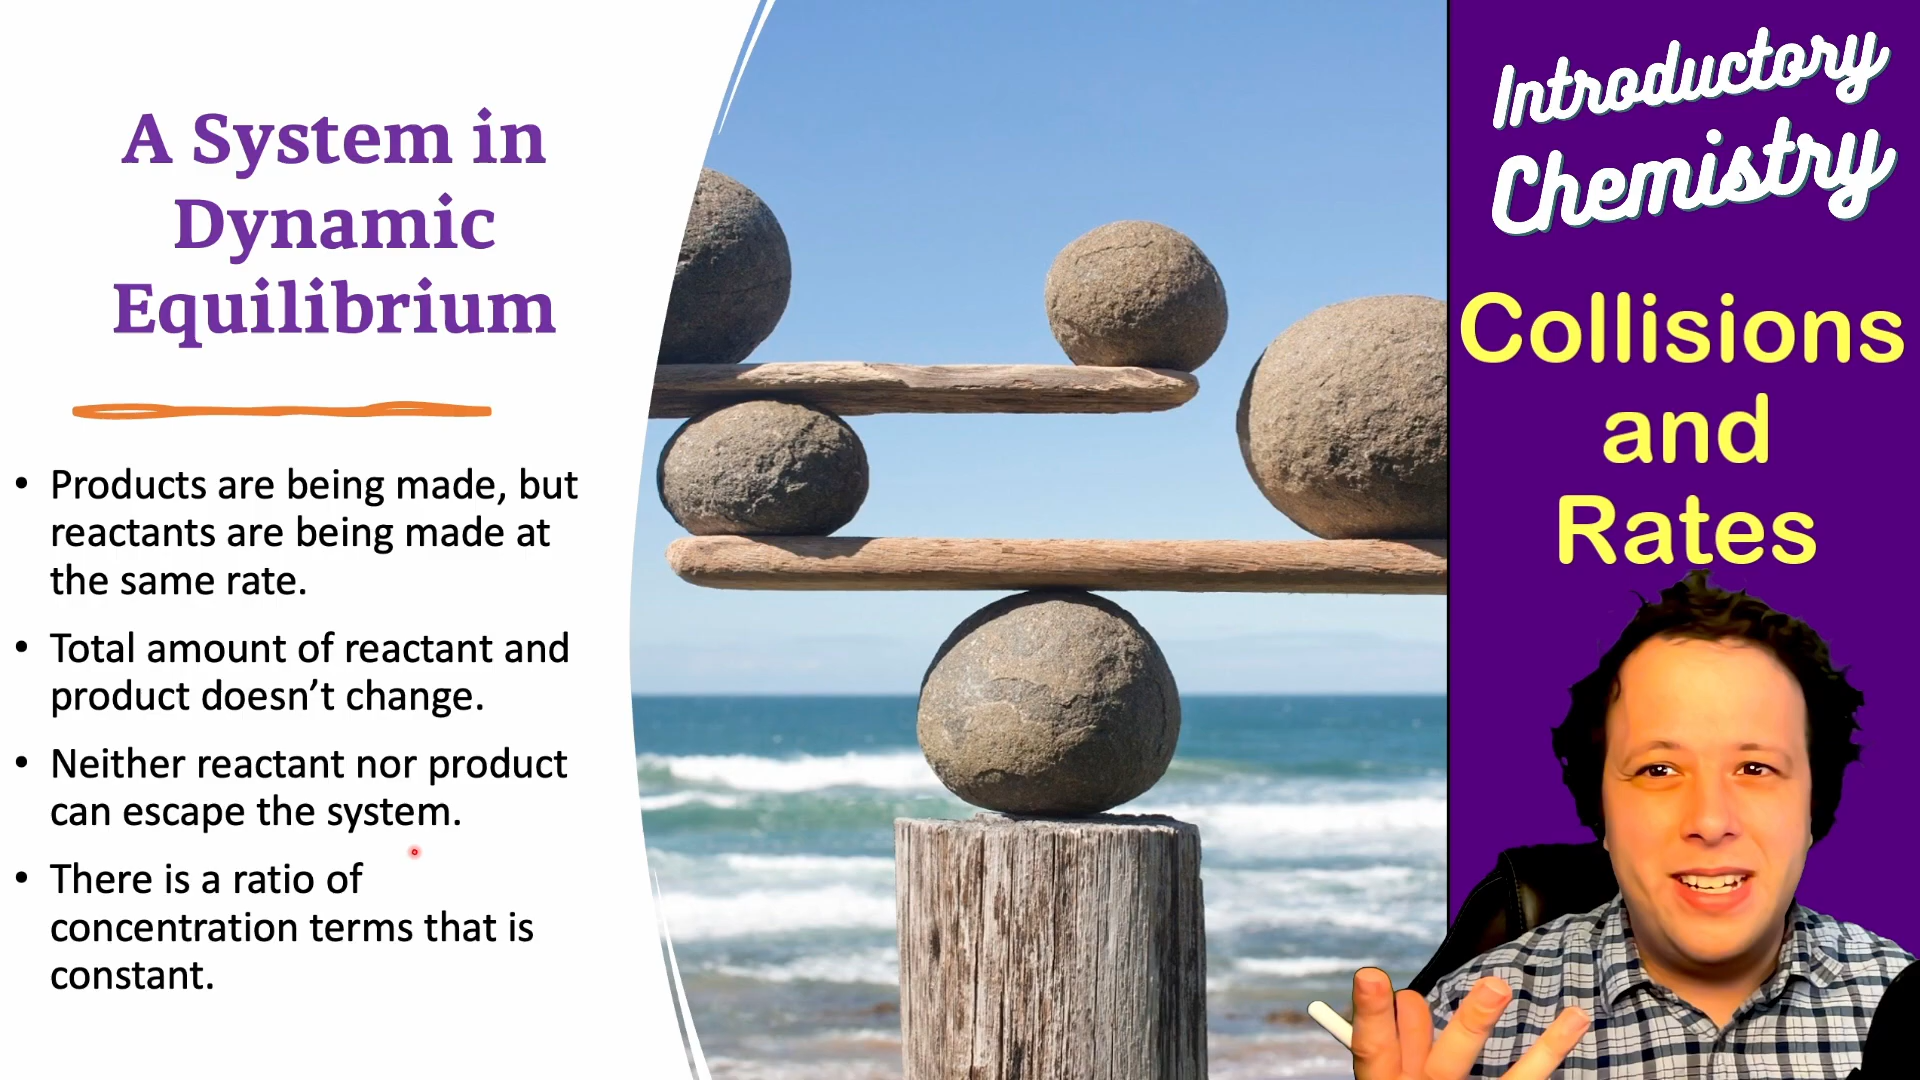 A System in
Dynamic
Equilibrium
• Products are being made, but
reactants are being made at
the same rate.
• Total amount of reactant and
product doesn’t change.
• Neither reactant nor product
can escape the system.
• There is a ratio of
concentration terms that is
constant.
Introductory
Chemistry
Collisions
and
Rates